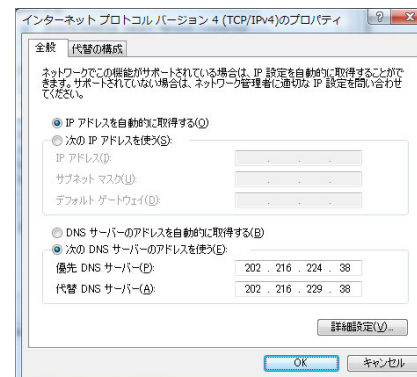 インターネット プロトコル バージョン 4 (TCP/IPv4)のプロパティ
全般 代替の構成
ネットワークでこの機能がサポートされている場合は、IP 設定を自動的に取得することがで
きます。サポートされていない場合は、ネットワーク管理者に適切な IP 設定を問い合わせ
てください。
IP アドレスを自動的に取得する(O)
次の IP アドレスを使う(S):
IP アドレス(I):
サブネット マスク(U):
デフォルト ゲートウェイ(D):
DNS サーバーのアドレスを自動的に取得する(B)
次の DNS サーバーのアドレスを使う(E):
優先 DNS サーバー(P): 202 . 216 . 224 . 38
代替 DNS サーバー(A): 202 . 216 . 229 . 38
詳細設定(V)...
OK キャンセル